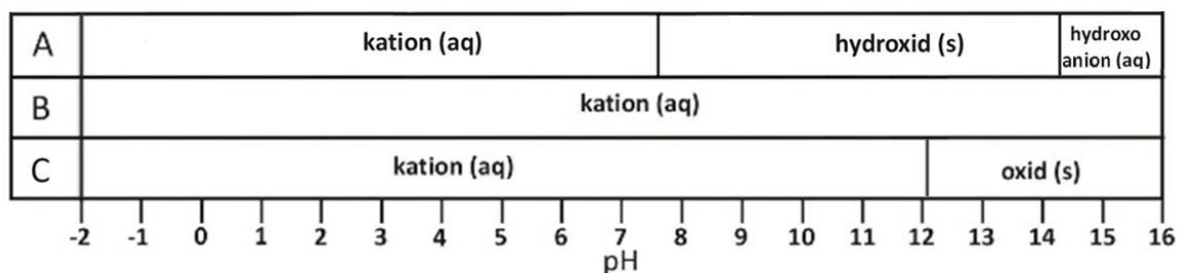 A
kation (aq)
hydroxid (s)
hydroxo
anion (aq)
B
kation (aq)
C
kation (aq)
oxid (s)
-2 -1 0 1 2 3 4 5 6 7 8 9 10 11 12 13 14 15 16
pH